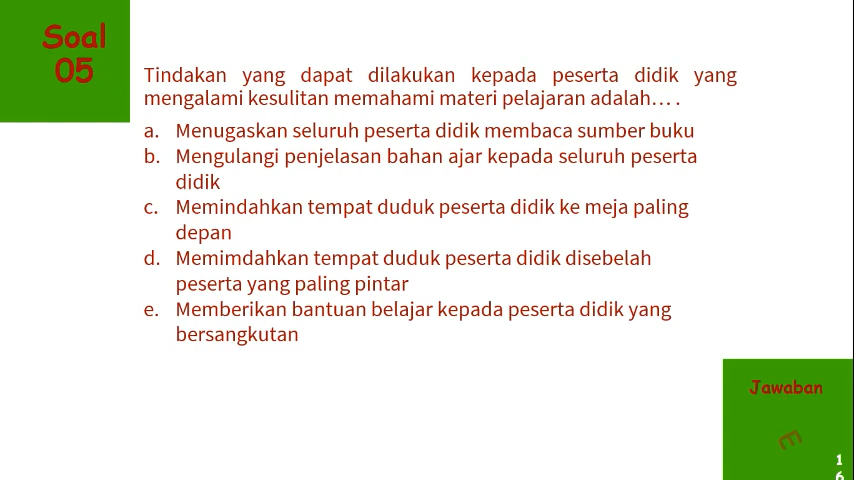 Soal
05
Tindakan yang dapat dilakukan kepada peserta didik yang
mengalami kesulitan memahami materi pelajaran adalah... .
a. Menugaskan seluruh peserta didik membaca sumber buku
b. Mengulangi penjelasan bahan ajar kepada seluruh peserta
didik
c. Memindahkan tempat duduk peserta didik ke meja paling
depan
d. Memimdahkan tempat duduk peserta didik disebelah
peserta yang paling pintar
e. Memberikan bantuan belajar kepada peserta didik yang
bersangkutan
Jawaban
E
1
6